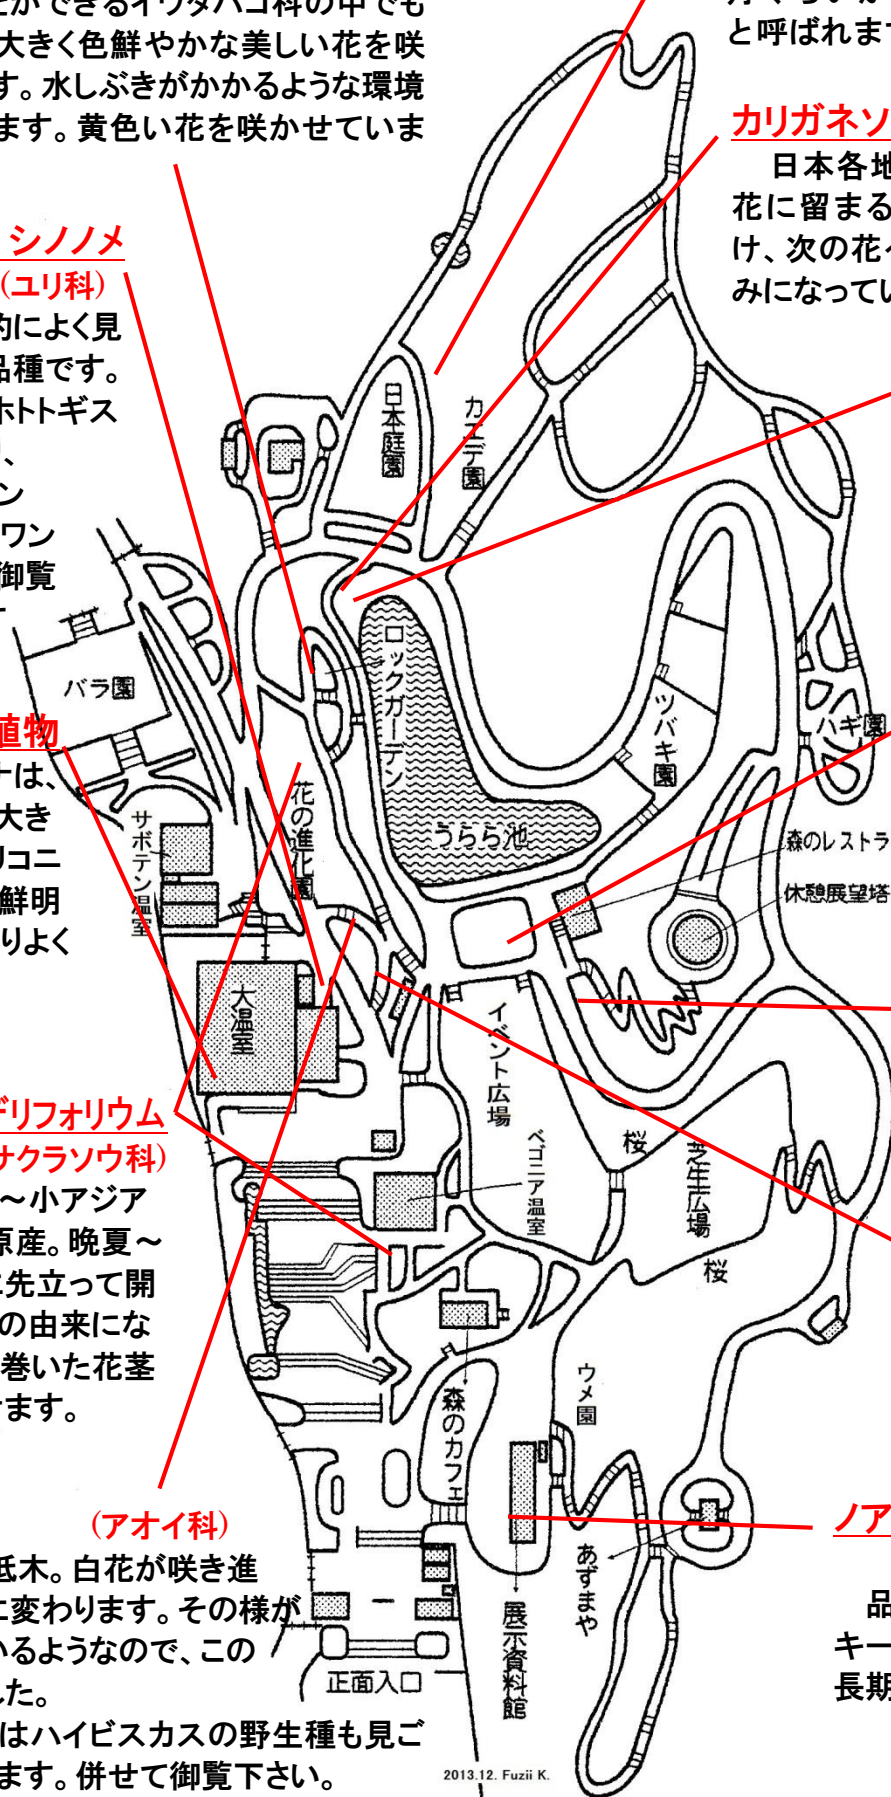 とができるイワタバコ科の中でも
大きく色鮮やかな美しい花を咲
す。水しぶきがかかるような環境
ます。黄色い花を咲かせていま
と呼ばれます
カリガネソ
日本各地
花に留まる
け、次の花へ
みになってい
シノノメ
(ユリ科)
的によく見
品種です。
ホトトギス
ン
ワン
御覧
植物
ナは、
大き
リコニ
鮮明
りよく
デリフォリウム
サクラソウ科)
～小アジア
原産。晩夏～
に先立って開
の由来にな
巻いた花茎
けます。
(アオイ科)
低木。白花が咲き進
に変わります。その様が
いるようなので、この
した。
はハイビスカスの野生種も見ご
ます。併せて御覧下さい。
ノア
品
キー
長期
日本庭園
カエデ園
ロックガーデン
バラ園
ツバキ園
ハギ園
サボテン温室
花の進化園
うらら池
森のレストラ
休憩展望塔
大温室
イベント広場
ベゴニア温室
桜
芝生広場
桜
ウメ園
森のカフェ
あずまや
展示資料館
正面入口
2013.12. Fuzii K.